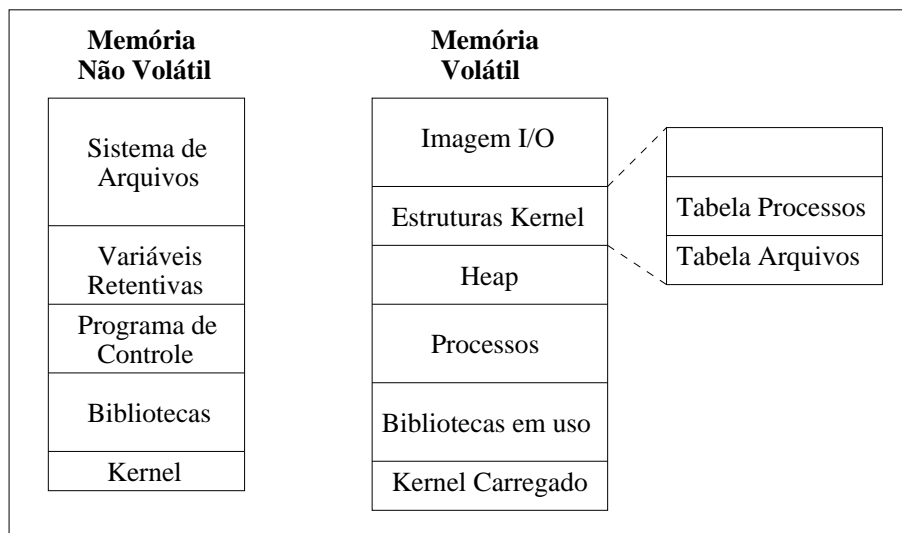 Memória
Não Volátil
Sistema de
Arquivos
Variáveis
Retentivas
Programa de
Controle
Bibliotecas
Kernel
Memória
Volátil
Imagem I/O
Estruturas Kernel
Heap
Processos
Bibliotecas em uso
Kernel Carregado
Tabela Processos
Tabela Arquivos